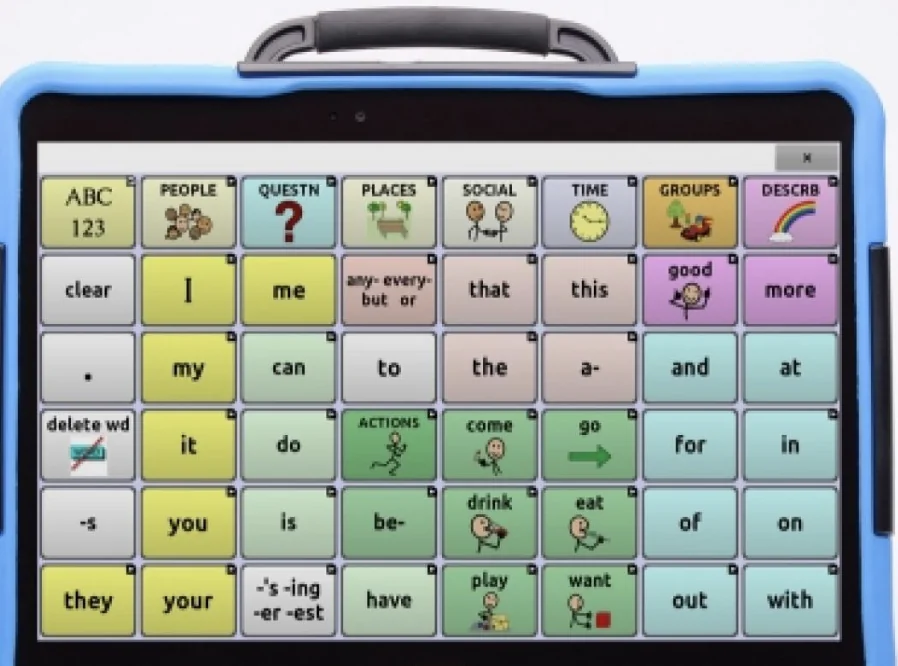 ×
ABC 123 PEOPLE QUESTN PLACES SOCIAL TIME GROUPS DESCRB
clear I me any- every- but or that this good more
. my can to the a- and at
delete wd it do ACTIONS come go for in
-s you is be- drink eat of on
they your -'s -ing -er -est have play want out with